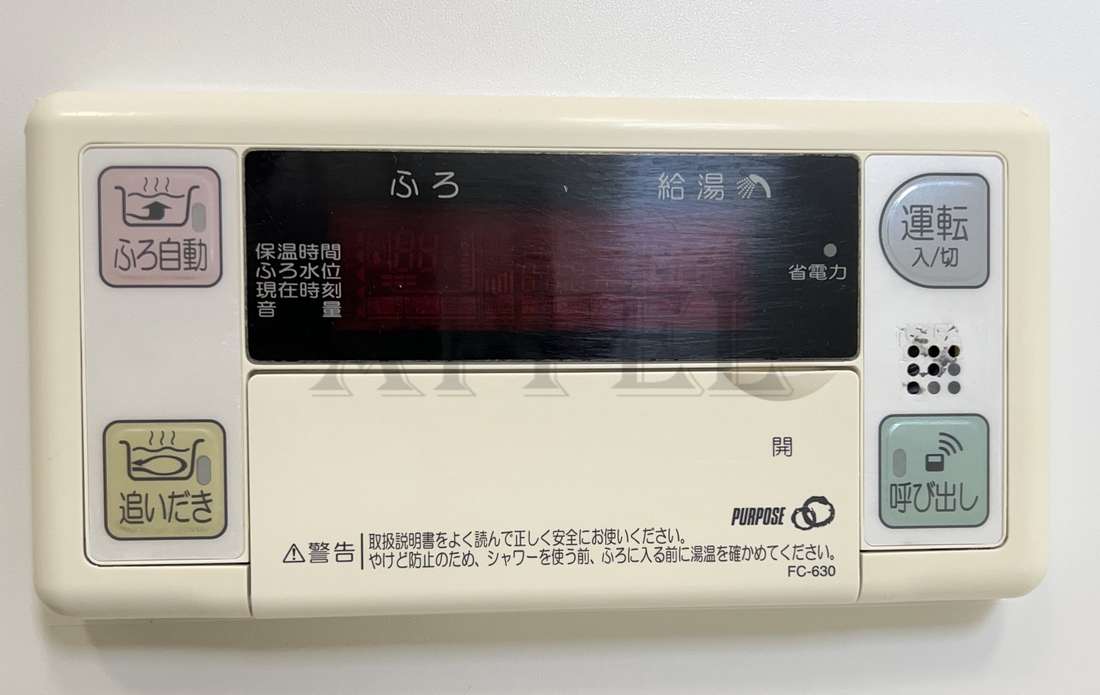 ふろ
給湯
保温時間
ふろ水位
現在時刻
音量
省電力
ふろ自動
追いだき
運転
入/切
呼び出し
開
PURPOSE
警告
取扱説明書をよく読んで正しく安全にお使いください。
やけど防止のため、シャワーを使う前、ふろに入る前に湯温を確かめてください。
FC-630